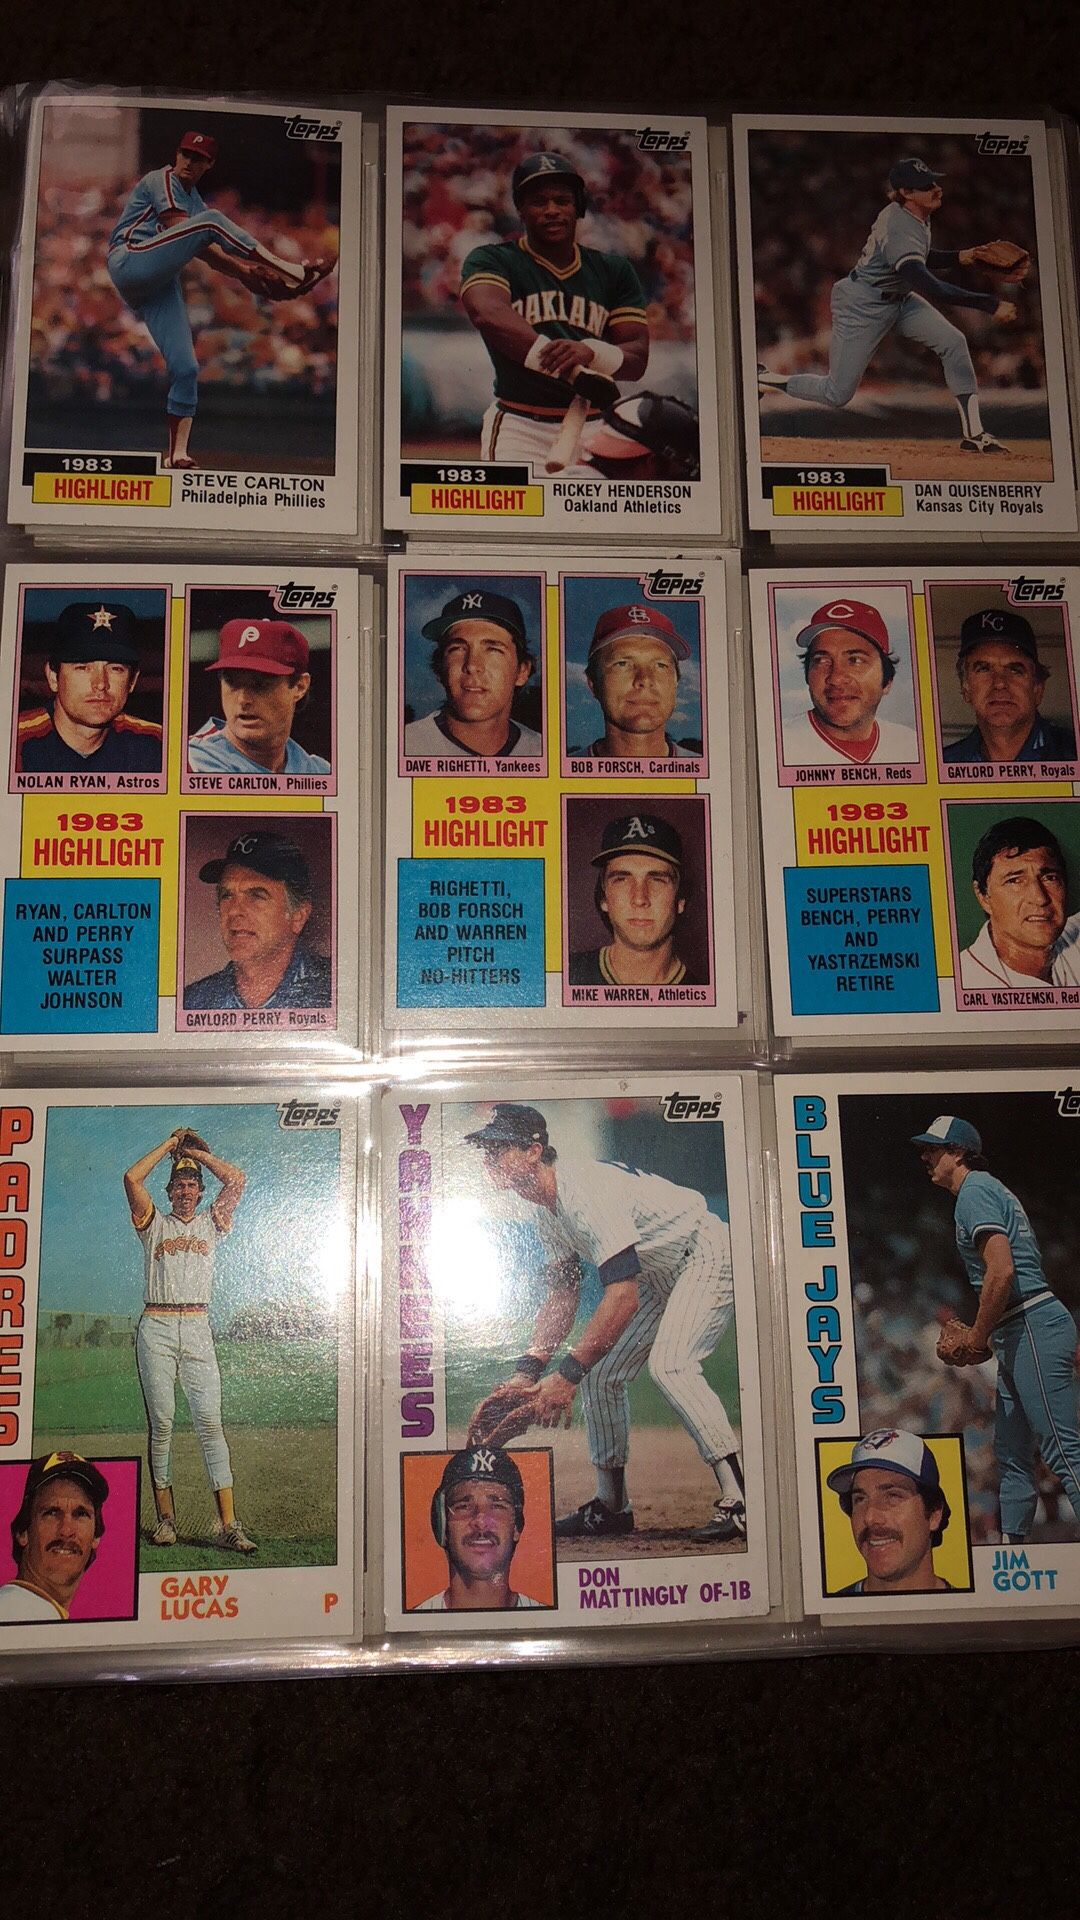 topps
1983
HIGHLIGHT
STEVE CARLTON
Philadelphia Phillies
topps
OAKLAND
1983
HIGHLIGHT
RICKEY HENDERSON
Oakland Athletics
topps
KC
1983
HIGHLIGHT
DAN QUISENBERRY
Kansas City Royals
topps
NOLAN RYAN, Astros
STEVE CARLTON, Phillies
1983
HIGHLIGHT
RYAN, CARLTON
AND PERRY
SURPASS
WALTER
JOHNSON
GAYLORD PERRY, Royals
topps
DAVE RIGHETTI, Yankees
BOB FORSCH, Cardinals
1983
HIGHLIGHT
RIGHETTI,
BOB FORSCH
AND WARREN
PITCH
NO-HITTERS
MIKE WARREN, Athletics
topps
JOHNNY BENCH, Reds
GAYLORD PERRY, Royals
1983
HIGHLIGHT
SUPERSTARS
BENCH, PERRY
AND
YASTRZEMSKI
RETIRE
CARL YASTRZEMSKI, Red
PADRES
topps
GARY
LUCAS
P
YANKEES
topps
DON
MATTINGLY OF-1B
BLUE JAYS
to
JIM
GOTT